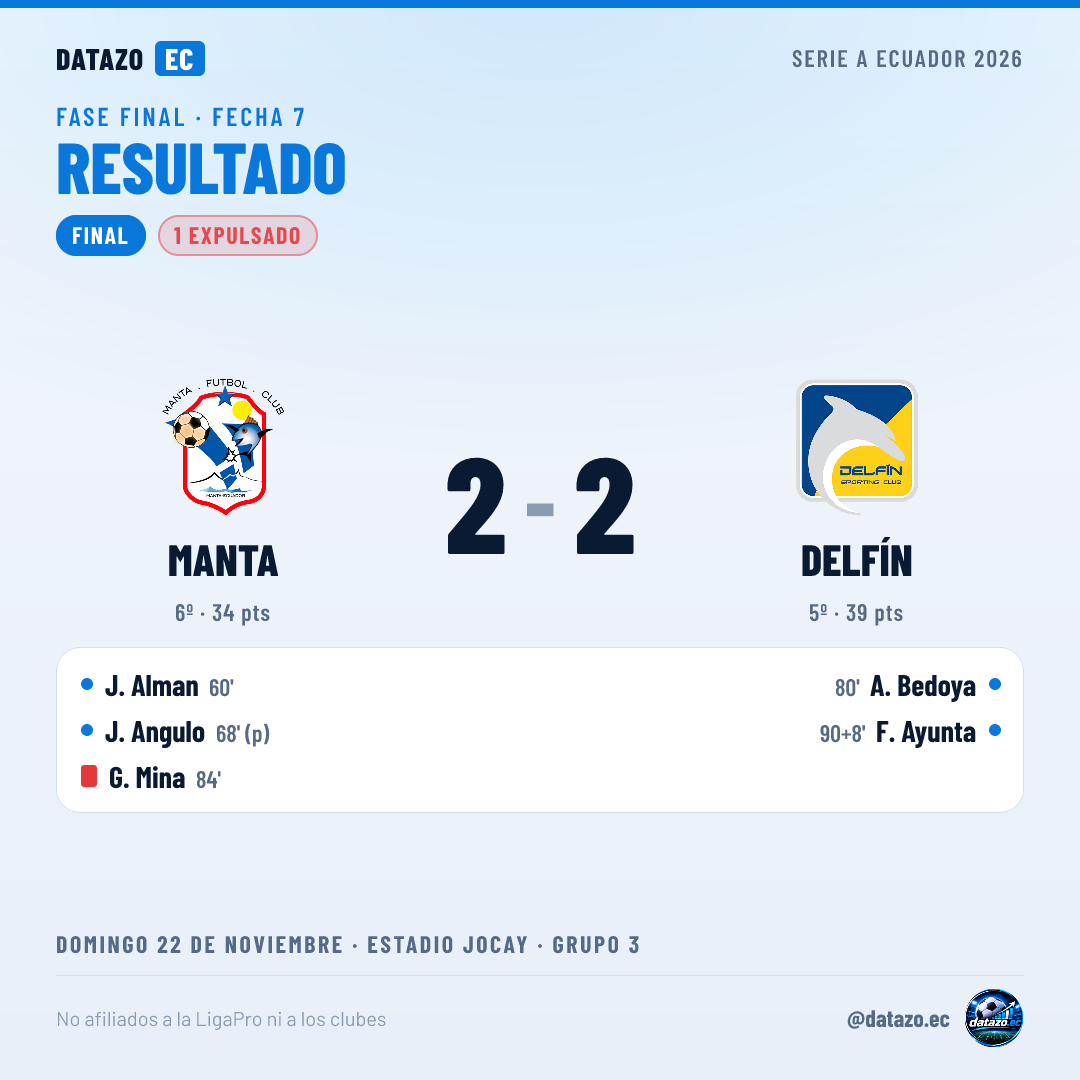 DATAZO EC
SERIE A ECUADOR 2026
FASE FINAL · FECHA 7
RESULTADO
FINAL
1 EXPULSADO
MANTA · FUTBOL · CLUB
MANTA-ECUADOR
DELFÍN
SPORTING CLUB
2 - 2
MANTA
DELFÍN
6º · 34 pts
5º · 39 pts
J. Alman 60'
80' A. Bedoya
J. Angulo 68' (p)
90+8' F. Ayunta
G. Mina 84'
DOMINGO 22 DE NOVIEMBRE · ESTADIO JOCAY · GRUPO 3
No afiliados a la LigaPro ni a los clubes
@datazo.ec
datazo.ec